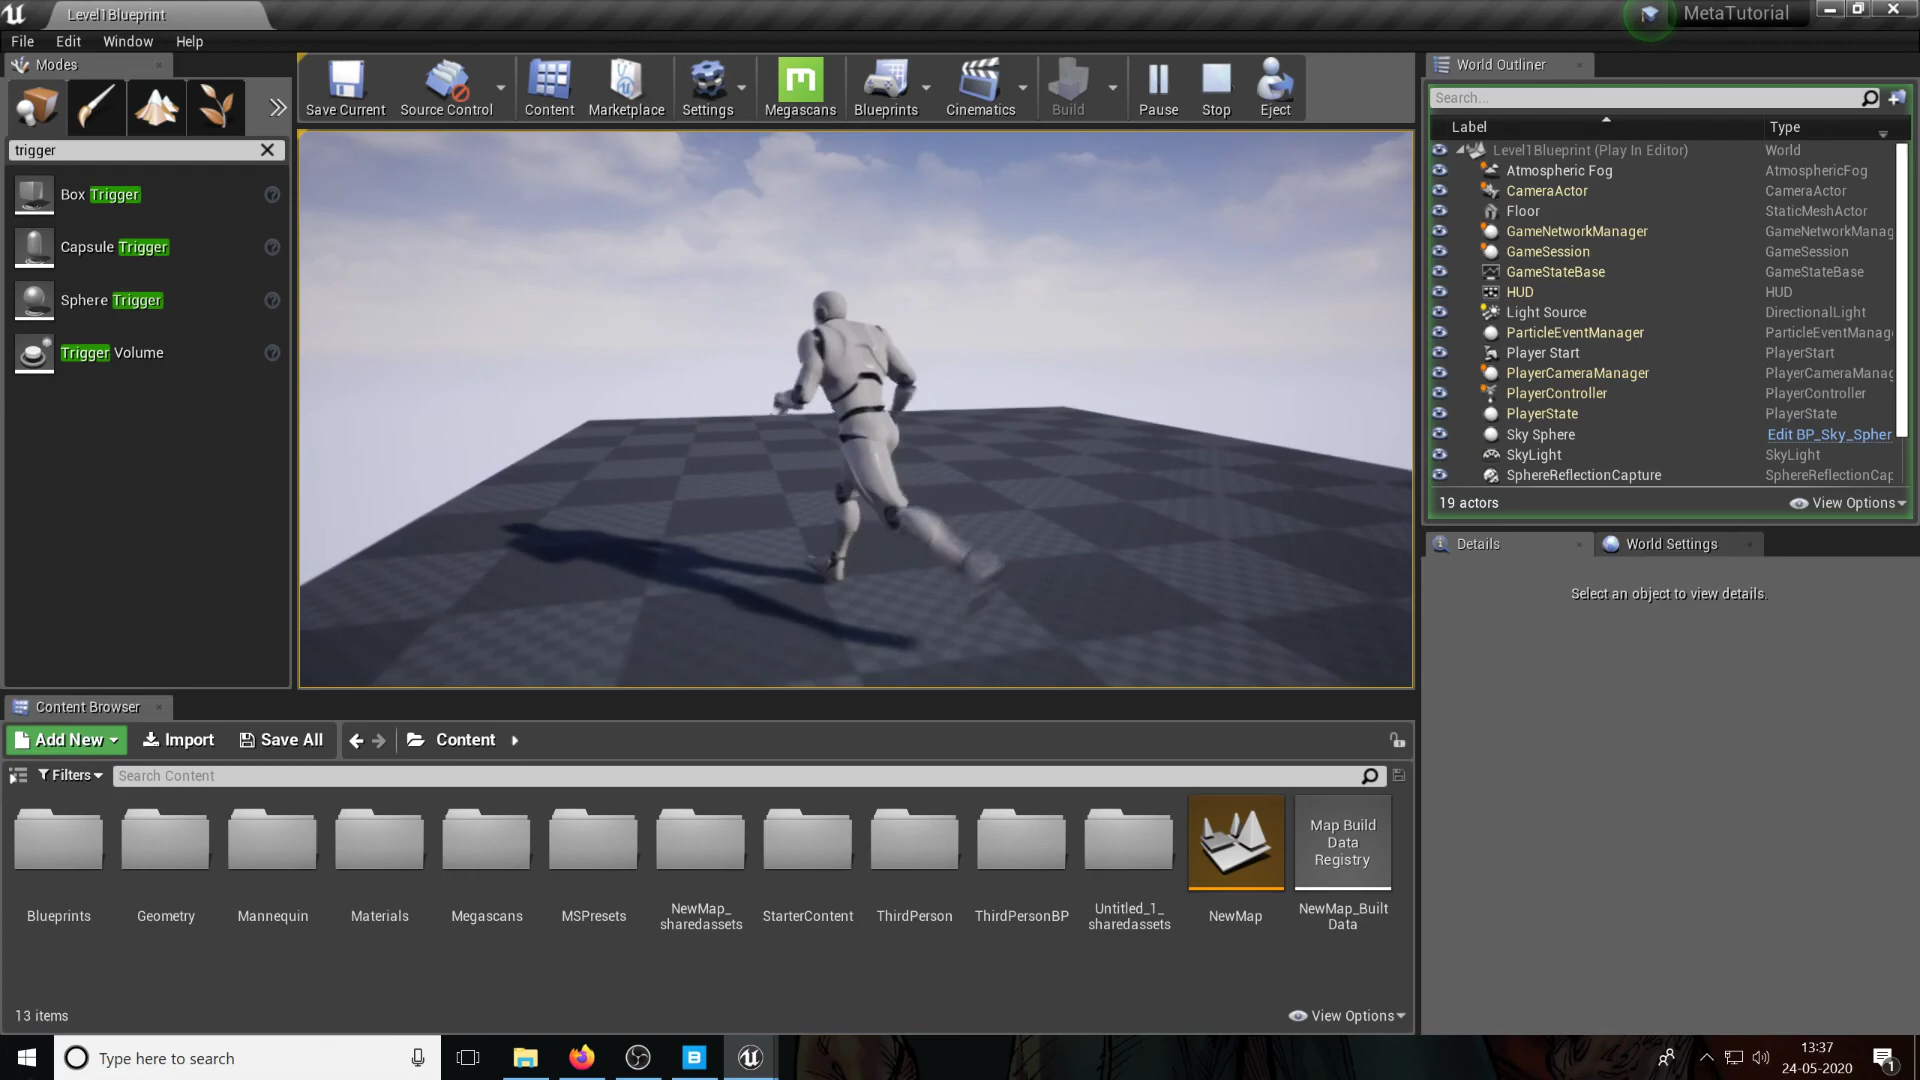 Level1Blueprint
MetaTutorial
File Edit Window Help
Modes
trigger
Box Trigger
Capsule Trigger
Sphere Trigger
Trigger Volume
Save Current
Source Control
Content
Marketplace
Settings
Megascans
Blueprints
Cinematics
Build
Pause
Stop
Eject
World Outliner
Search...
Label Type
Level1Blueprint (Play In Editor) World
Atmospheric Fog AtmosphericFog
CameraActor CameraActor
Floor StaticMeshActor
GameNetworkManager GameNetworkManag
GameSession GameSession
GameStateBase GameStateBase
HUD HUD
Light Source DirectionalLight
ParticleEventManager ParticleEventManag
Player Start PlayerStart
PlayerCameraManager PlayerCameraManag
PlayerController PlayerController
PlayerState PlayerState
Sky Sphere Edit BP_Sky_Spher
SkyLight SkyLight
SphereReflectionCapture SphereReflectionCap
19 actors View Options
Details World Settings
Select an object to view details.
Content Browser
Add New Import Save All Content
Filters Search Content
Blueprints
Geometry
Mannequin
Materials
Megascans
MSPresets
NewMap_
sharedassets
StarterContent
ThirdPerson
ThirdPersonBP
Untitled_1_
sharedassets
NewMap
Map Build
Data
Registry
NewMap_Built
Data
13 items View Options
Type here to search
13:37
24-05-2020
1